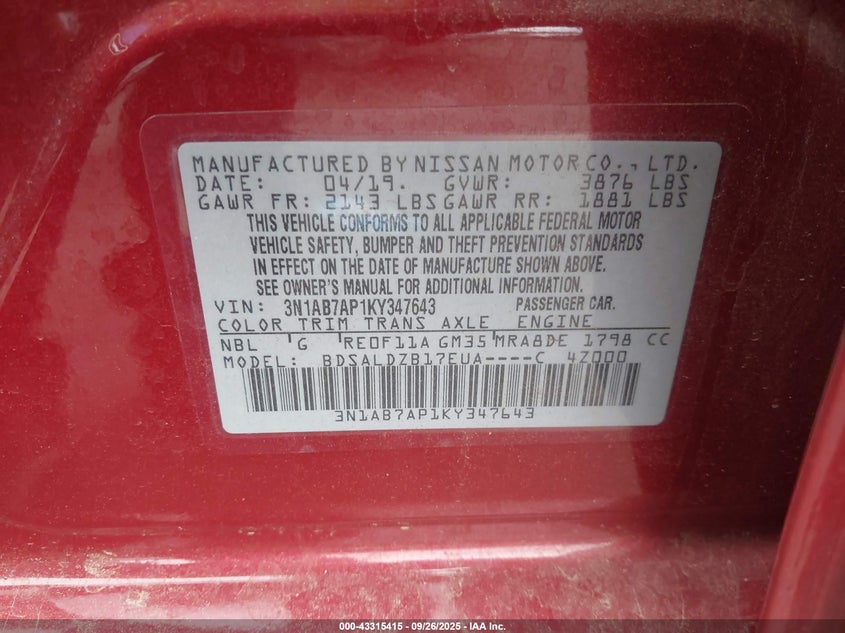 MANUFACTURED BY NISSAN MOTOR CO., LTD.
DATE: 04/19. GVWR: 3876 LBS
GAWR FR: 2143 LBS GAWR RR: 1881 LBS
THIS VEHICLE CONFORMS TO ALL APPLICABLE FEDERAL MOTOR
VEHICLE SAFETY, BUMPER AND THEFT PREVENTION STANDARDS
IN EFFECT ON THE DATE OF MANUFACTURE SHOWN ABOVE.
SEE OWNER'S MANUAL FOR ADDITIONAL INFORMATION.
VIN: 3N1AB7AP1KY347643 PASSENGER CAR.
COLOR TRIM TRANS AXLE ENGINE
NBL 'G 'RE0F11A GM35'MRA8DE 1798 CC
MODEL: BDSALDZB17EUA----C 4Z000
3N1AB7AP1KY347643
000-43315415 - 09/26/2025 - IAA, Inc.